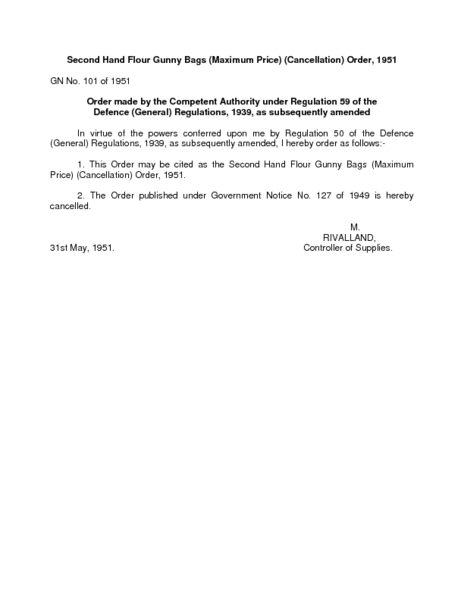 Second Hand Flour Gunny Bags (Maximum Price) (Cancellation) Order, 1951
GN No. 101 of 1951
Order made by the Competent Authority under Regulation 59 of the
Defence (General) Regulations, 1939, as subsequently amended
In virtue of the powers conferred upon me by Regulation 50 of the Defence
(General) Regulations, 1939, as subsequently amended, I hereby order as follows:-
1. This Order may be cited as the Second Hand Flour Gunny Bags (Maximum
Price) (Cancellation) Order, 1951.
2. The Order published under Government Notice No. 127 of 1949 is hereby
cancelled.
M.
RIVALLAND,
31st May, 1951. Controller of Supplies.